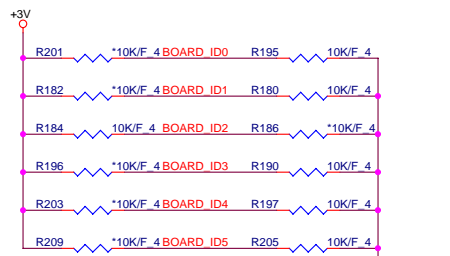 +3V
R201 *10K/F_4 BOARD_ID0 R195 10K/F_4
R182 *10K/F_4 BOARD_ID1 R180 10K/F_4
R184 10K/F_4 BOARD_ID2 R186 *10K/F_4
R196 *10K/F_4 BOARD_ID3 R190 10K/F_4
R203 *10K/F_4 BOARD_ID4 R197 10K/F_4
R209 *10K/F_4 BOARD_ID5 R205 10K/F_4